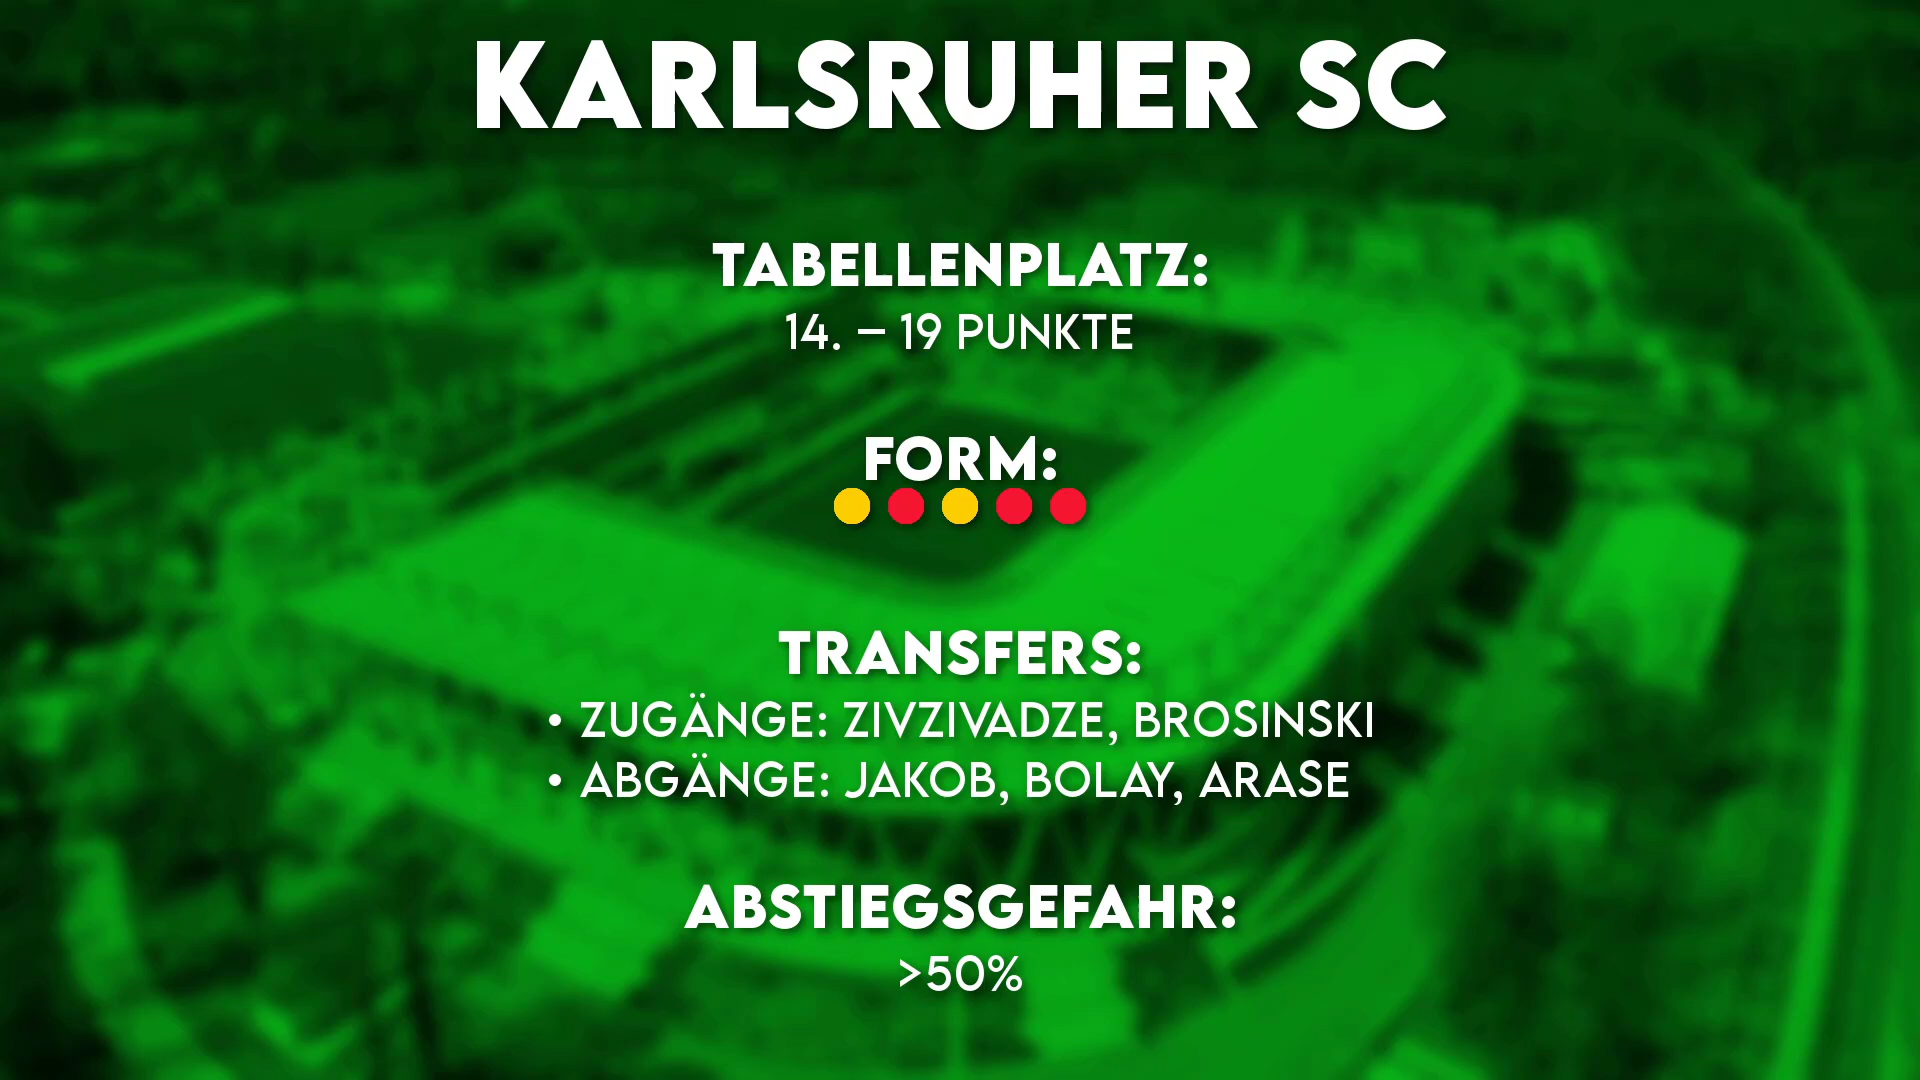 KARLSRUHER SC
TABELLENPLATZ:
14. – 19 PUNKTE
FORM:
TRANSFERS:
• ZUGÄNGE: ZIVZIVADZE, BROSINSKI
• ABGÄNGE: JAKOB, BOLAY, ARASE
ABSTIEGSGEFAHR:
>50%